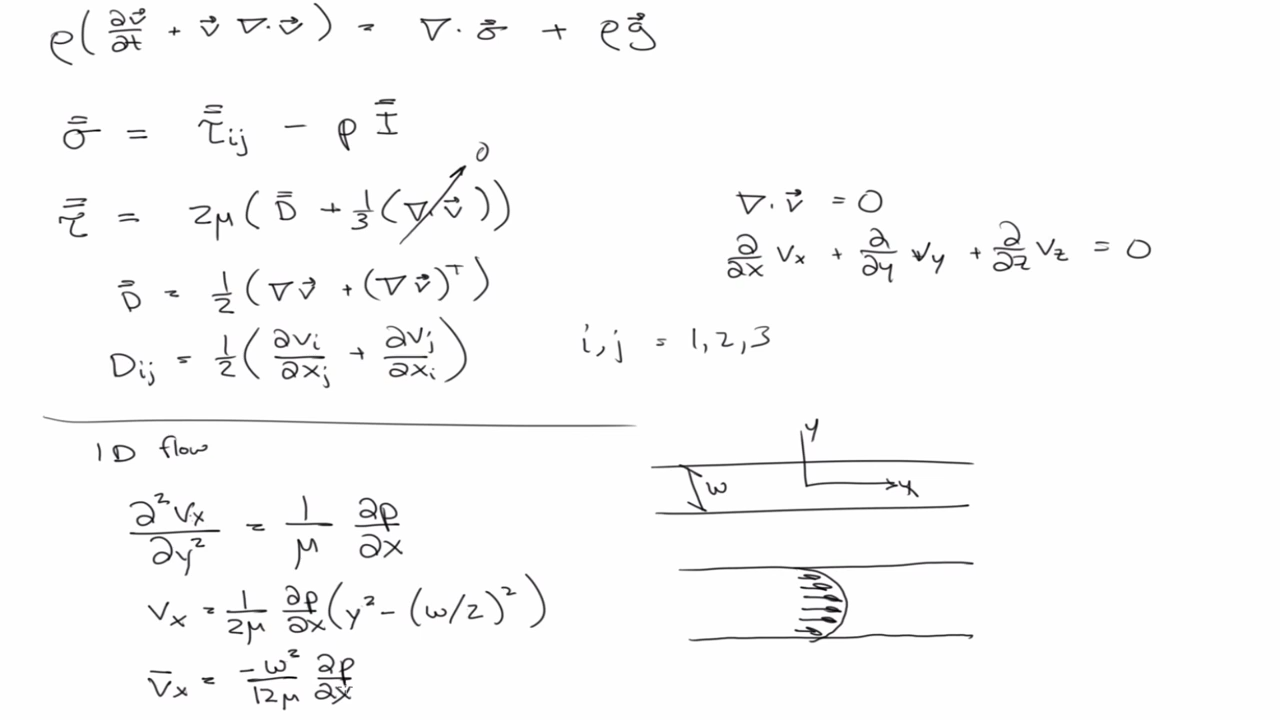 ρ(∂v⃗/∂t + v⃗ ∇·v⃗) = ∇·σ̿ + ρg⃗
σ̿ = τ̿ij − p I̿
τ̿ = 2μ(D̿ + 1/3(∇·v⃗)) 0
D̿ = 1/2(∇v⃗ + (∇v⃗)ᵀ)
Dij = 1/2(∂vi/∂xj + ∂vj/∂xi)
∇·v⃗ = 0
∂/∂x vx + ∂/∂y vy + ∂/∂z vz = 0
i,j = 1,2,3
1D flow
∂²vx/∂y² = 1/μ ∂p/∂x
vx = 1/2μ ∂p/∂x (y² − (w/2)²)
v̄x = −w²/12μ ∂p/∂x
y
w
x